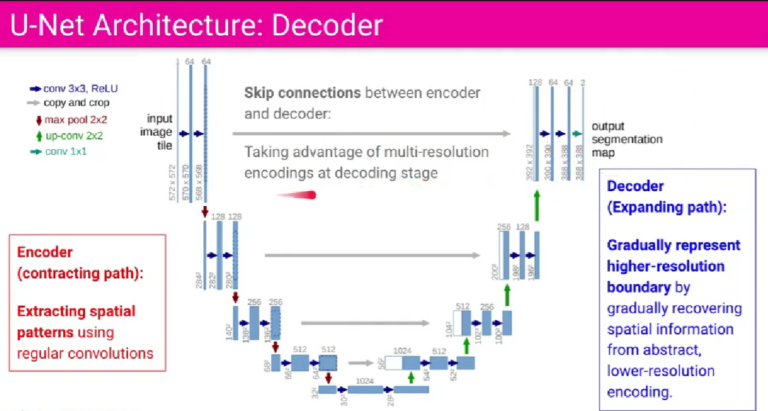 U-Net Architecture: Decoder
conv 3x3, ReLU
copy and crop
max pool 2x2
up-conv 2x2
conv 1x1
input
image
tile
1 64 64
572 x 572
570 x 570
568 x 568
Skip connections between encoder
and decoder:
Taking advantage of multi-resolution
encodings at decoding stage
128 64 64 2
392 x 392
390 x 390
388 x 388
388 x 388
output
segmentation
map
128 128
284²
282²
280²
256 128
200²
198²
196²
Encoder
(contracting path):
Extracting spatial
patterns using
regular convolutions
Decoder
(Expanding path):
Gradually represent
higher-resolution
boundary by
gradually recovering
spatial information
from abstract,
lower-resolution
encoding.
256 256
140²
138²
136²
512 256
104²
102²
100²
512 512
68²
66²
64²
1024 512
56²
54²
52²
1024
32²
30²
28²